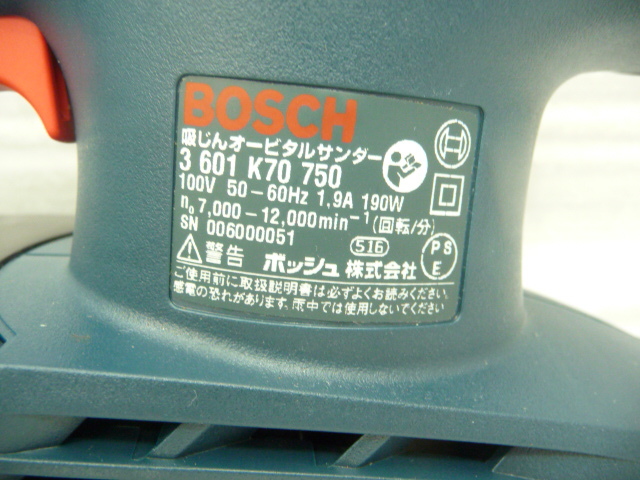 BOSCH
吸じんオービタルサンダー
3 601 K70 750
100V 50-60Hz 1,9A 190W
n₀ 7,000-12,000min⁻¹(回転/分)
SN 006000051
516
PSE
警告 ボッシュ株式会社
ご使用前に取扱説明書は必ずよくお読みください.
感電の恐れがあります.雨中では使用しないでください